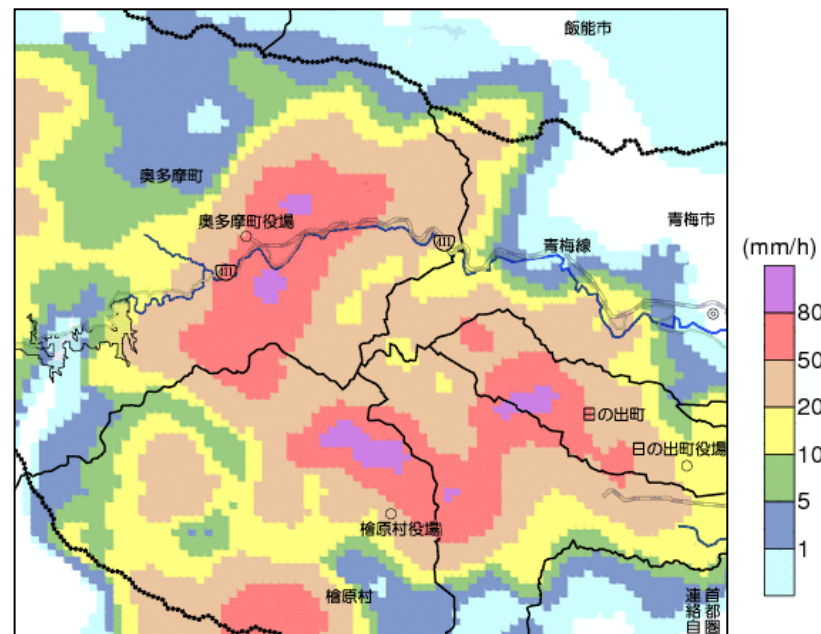 飯能市
奥多摩町
奥多摩町役場
青梅市
411
青梅線
411
(mm/h)
80
50
20
10
5
1
日の出町
日の出町役場
檜原村役場
檜原村
首都圏
連絡自